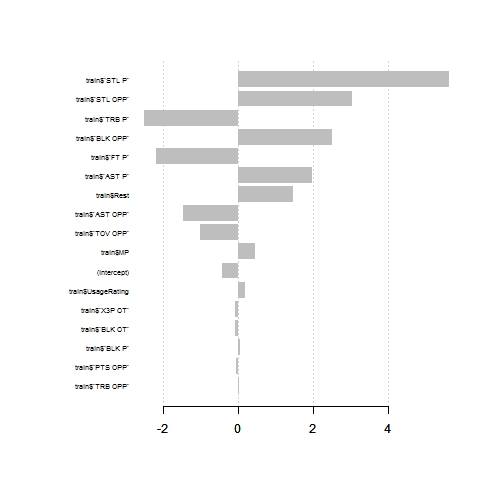 train$`STL P`
train$`STL OPP`
train$`TRB P`
train$`BLK OPP`
train$`FT P`
train$`AST P`
train$Rest
train$`AST OPP`
train$`TOV OPP`
train$MP
(Intercept)
train$UsageRating
train$`X3P OT`
train$`BLK OT`
train$`BLK P`
train$`PTS OPP`
train$`TRB OPP`
-2 0 2 4